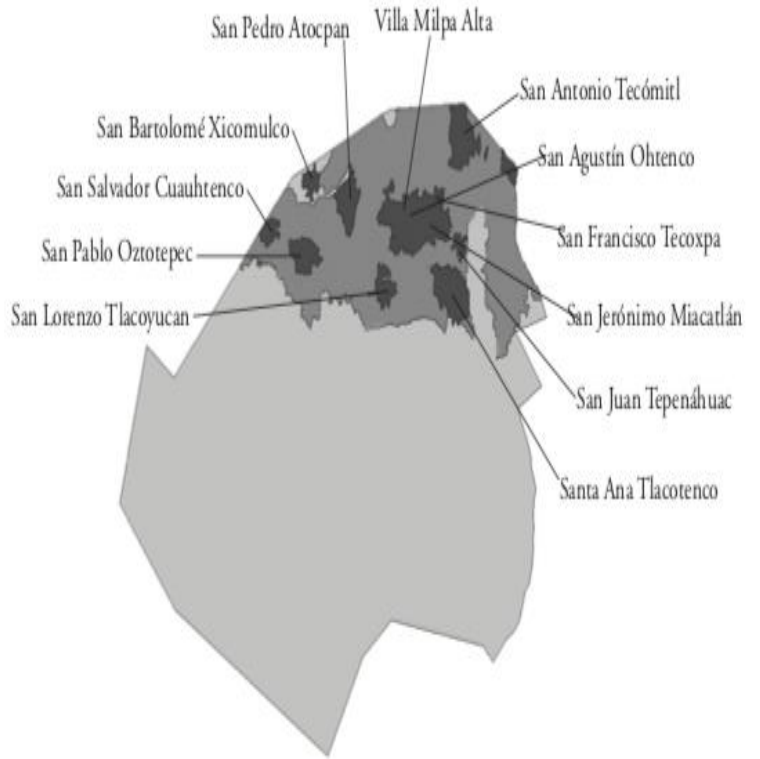 San Pedro Atocpan
Villa Milpa Alta
San Antonio Tecómitl
San Bartolomé Xicomulco
San Agustín Ohtenco
San Salvador Cuauhtenco
San Francisco Tecoxpa
San Pablo Oztotepec
San Lorenzo Tlacoyucan
San Jerónimo Miacatlán
San Juan Tepenáhuac
Santa Ana Tlacotenco